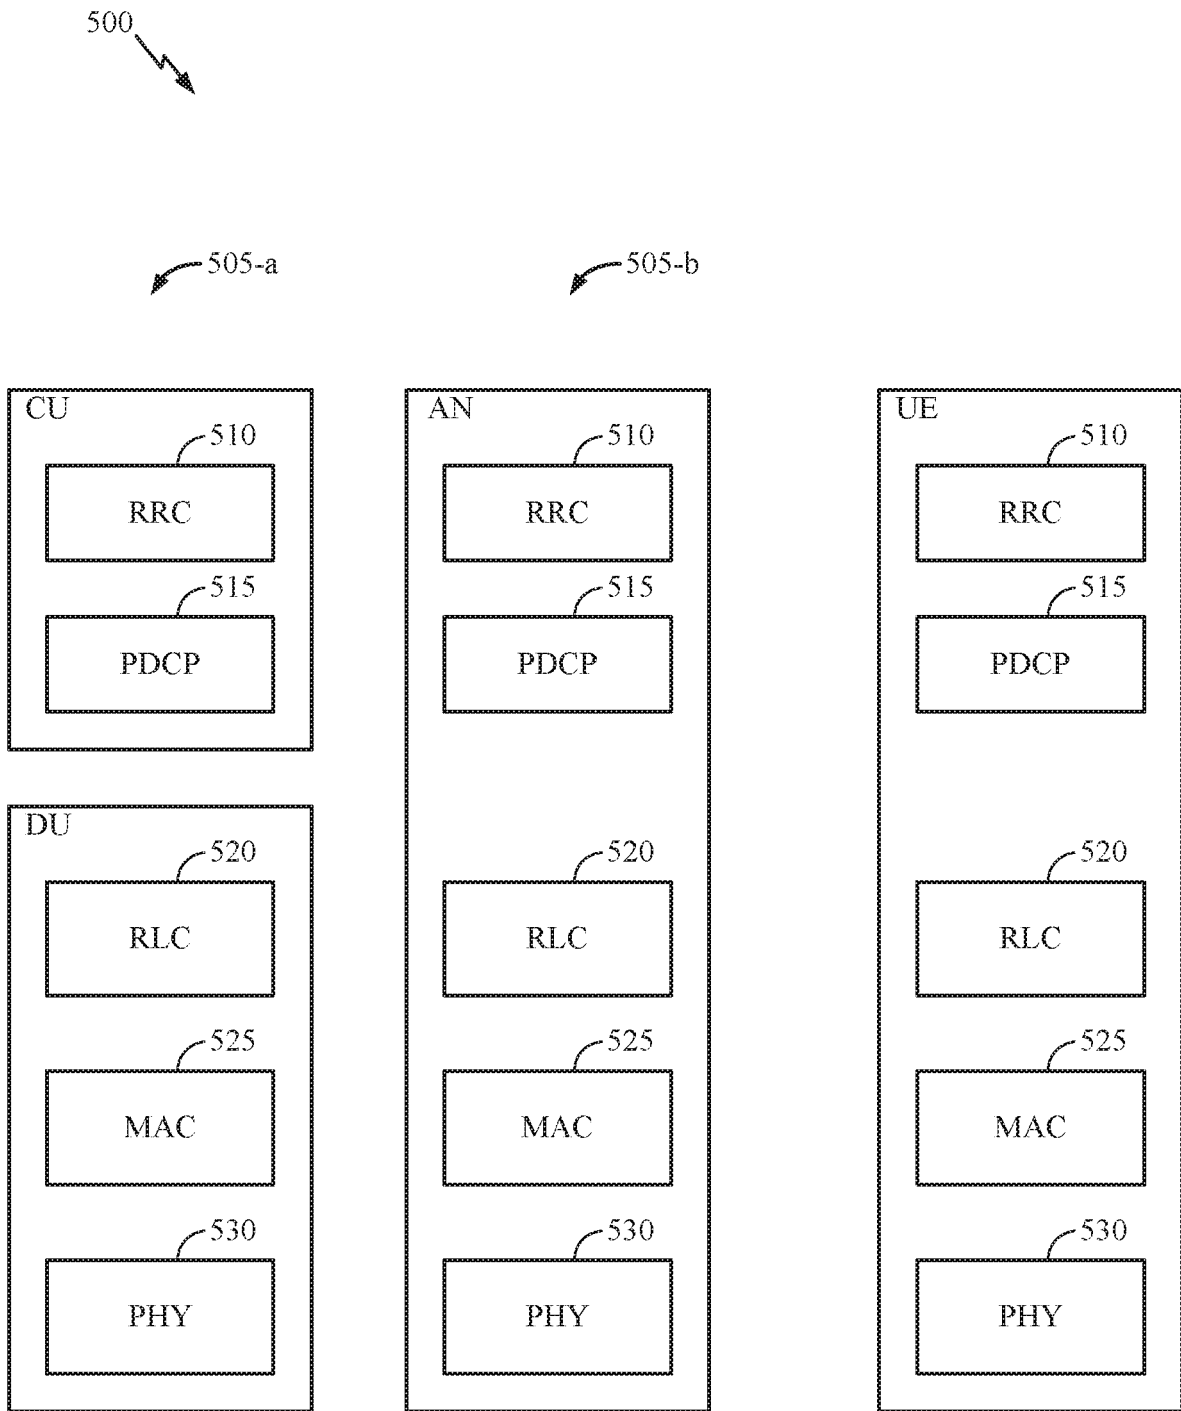 500
505-a 505-b
CU AN UE
510 510 510
RRC RRC RRC
515 515 515
PDCP PDCP PDCP
DU
520 520 520
RLC RLC RLC
525 525 525
MAC MAC MAC
530 530 530
PHY PHY PHY